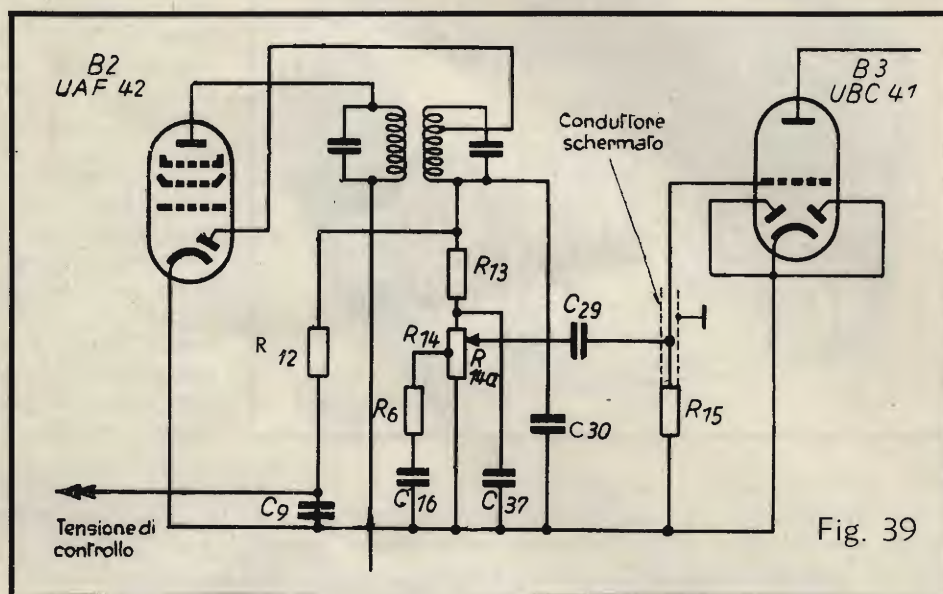 B2
UAF 42
B3
UBC 41
Conduttore
schermato
R13
C29
R14
R
14a
R 12
R6
R15
C30
C16
C37
C9
Tensione di
controllo
Fig. 39